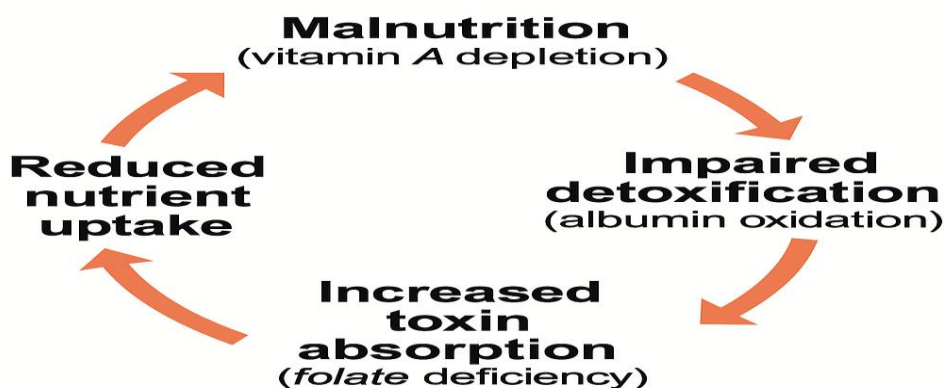 Malnutrition
(vitamin A depletion)
Impaired
detoxification
(albumin oxidation)
Increased
toxin
absorption
(folate deficiency)
Reduced
nutrient
uptake